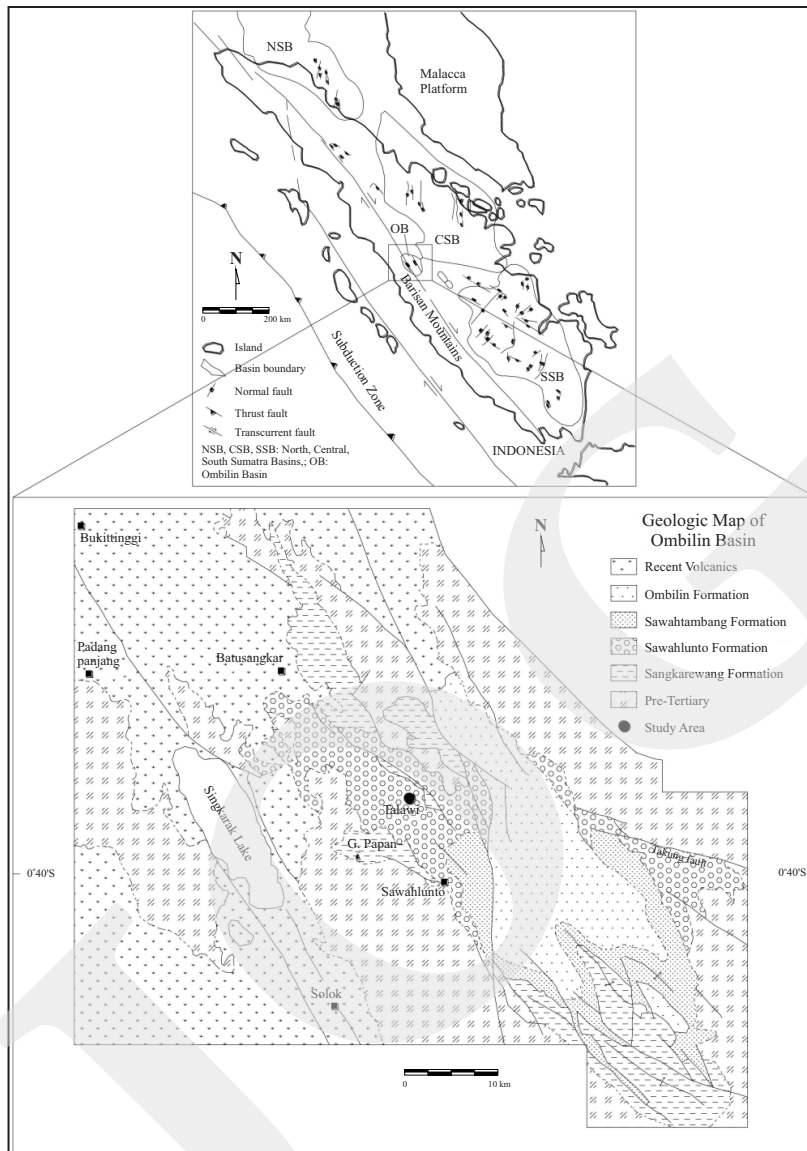 NSB
Malacca
Platform
OB
CSB
N
0
200 km
Barisan Mountains
Subduction Zone
SSB
INDONESIA
Island
Basin boundary
Normal fault
Thrust fault
Transcurrent fault
NSB, CSB, SSB: North, Central,
South Sumatra Basins,; OB:
Ombilin Basin
Bukittinggi
N
Geologic Map of
Ombilin Basin
Recent Volcanics
Ombilin Formation
Sawahtambang Formation
Sawahlunto Formation
Sangkarewang Formation
Pre-Tertiary
Study Area
Padang
panjang
Batusangkar
Singkarak Lake
Talawi
G. Papan
Takung fault
0°40'S
0°40'S
Sawahlunto
Solok
0
10 km